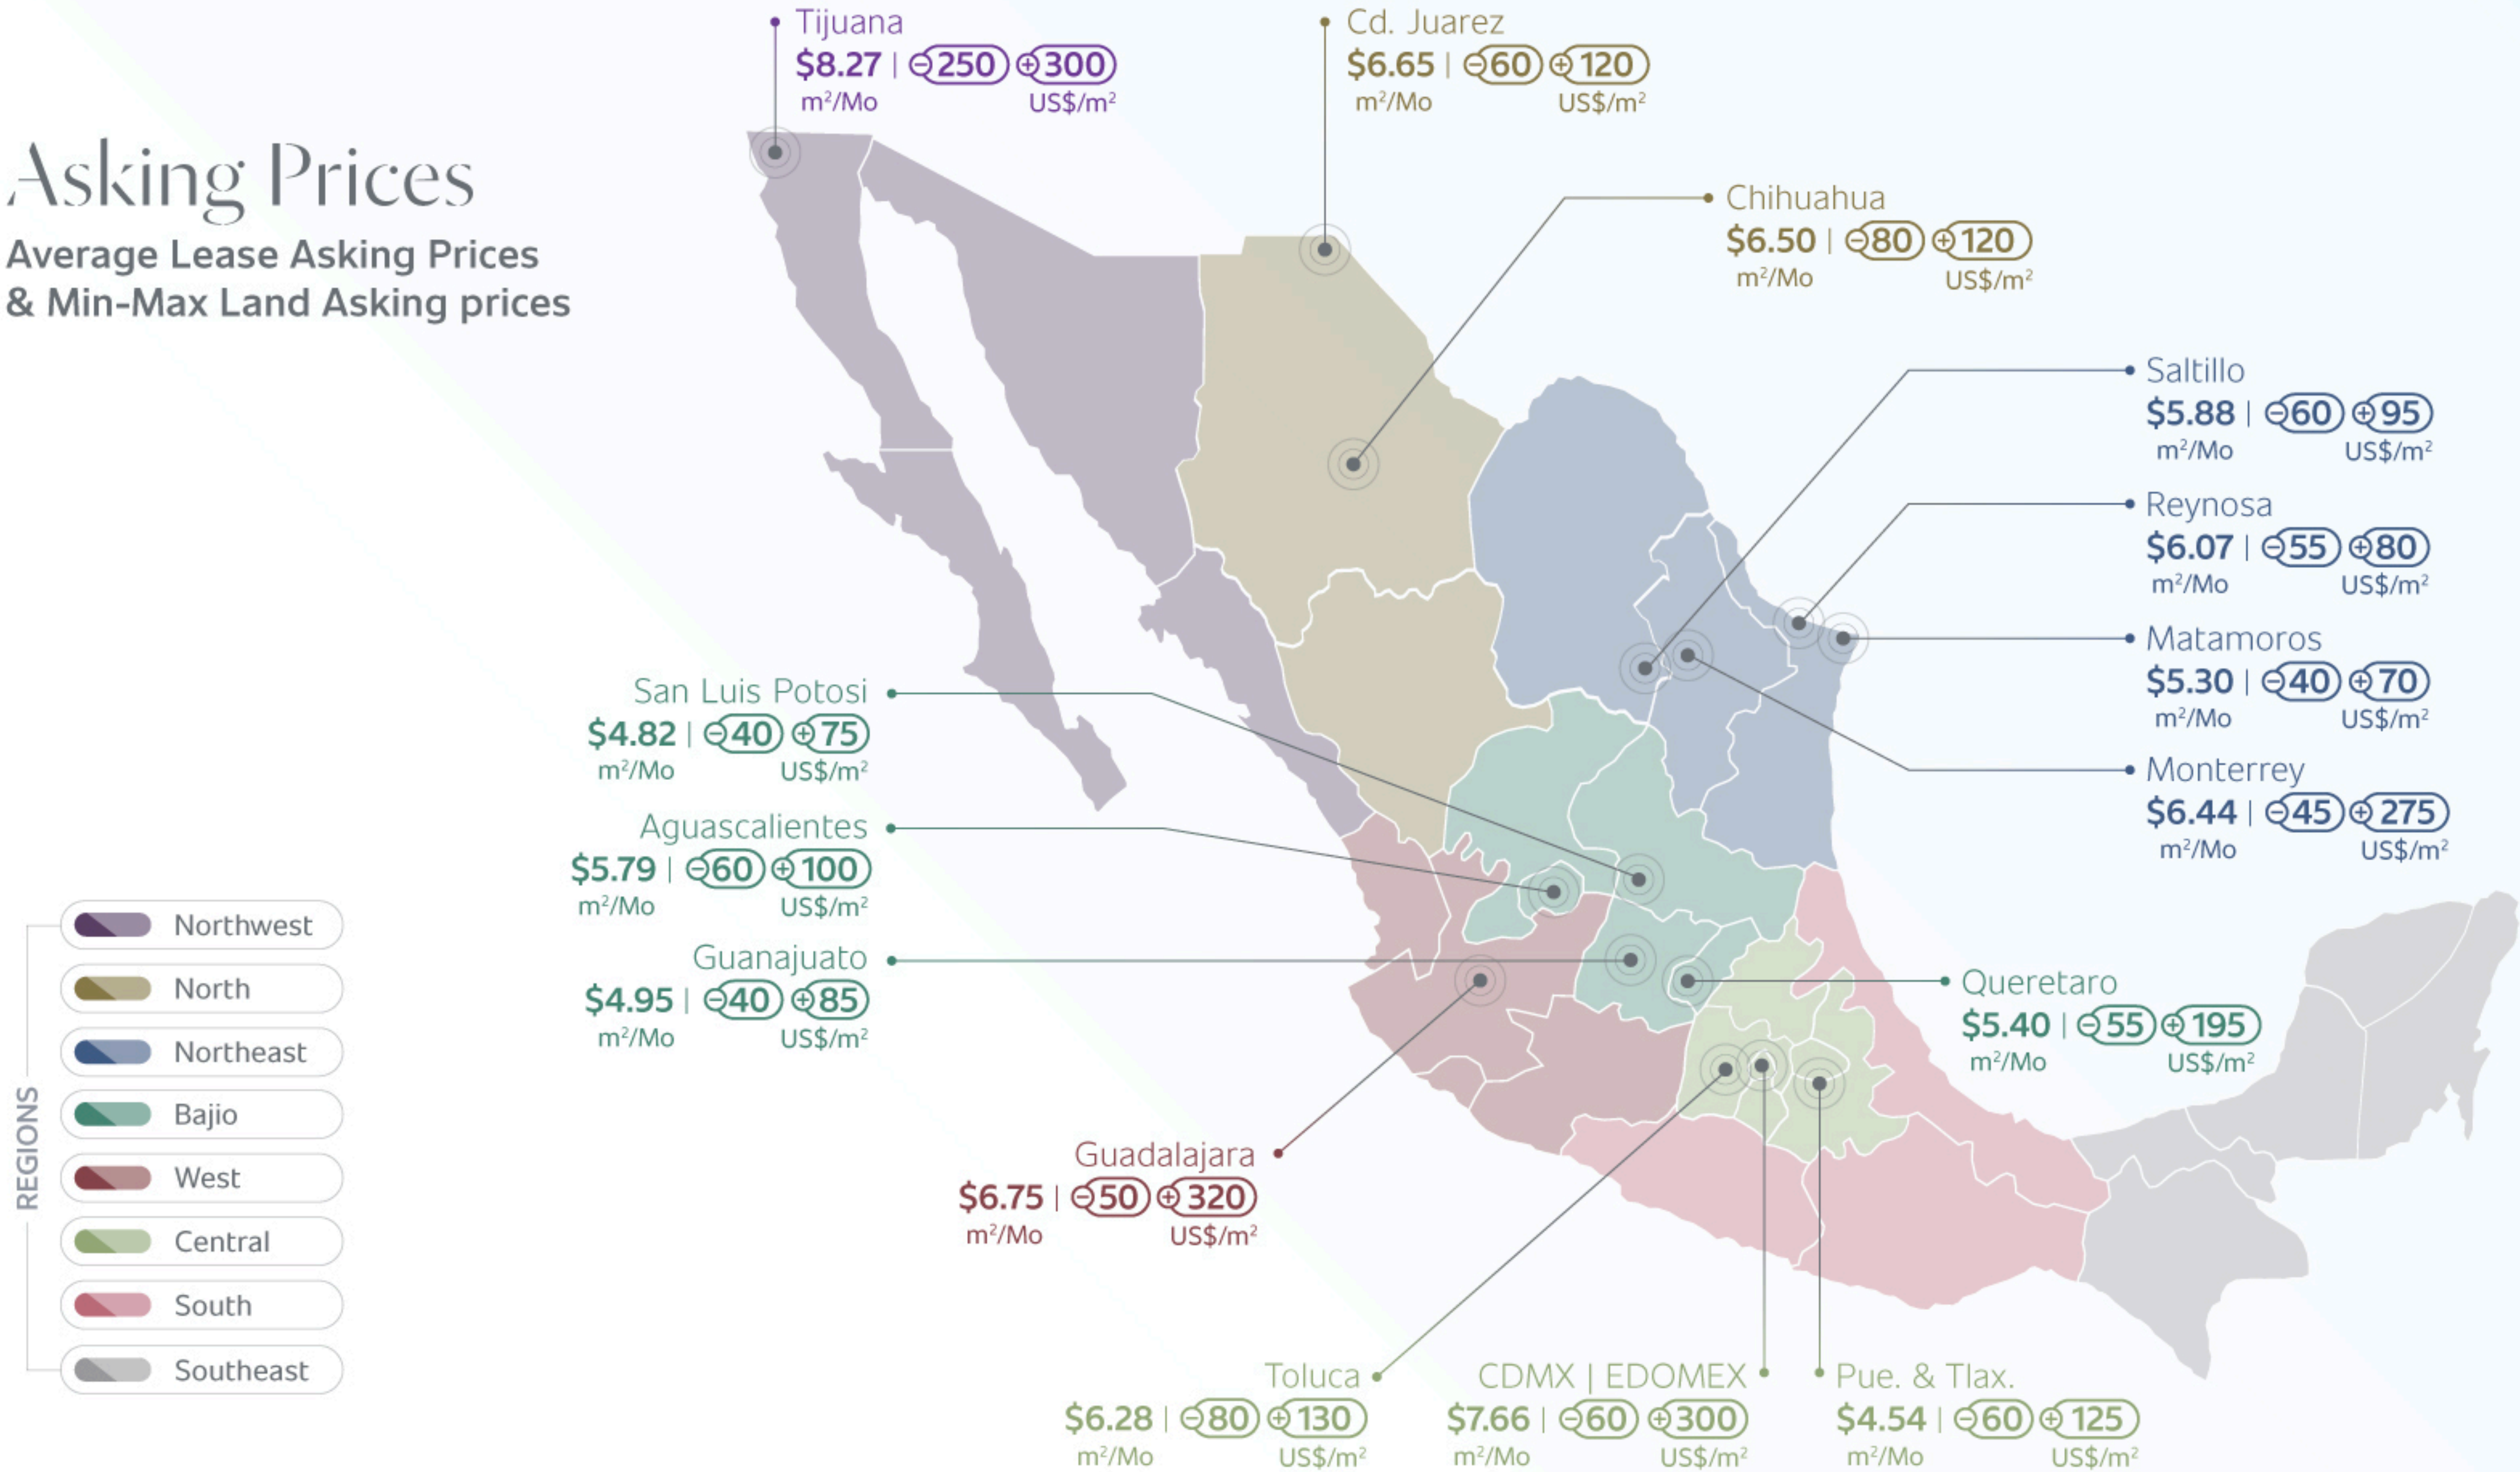 Asking Prices
Average Lease Asking Prices
& Min-Max Land Asking prices
Tijuana
$8.27 | ⊖250 ⊕300
m²/Mo US$/m²
Cd. Juarez
$6.65 | ⊖60 ⊕120
m²/Mo US$/m²
Chihuahua
$6.50 | ⊖80 ⊕120
m²/Mo US$/m²
Saltillo
$5.88 | ⊖60 ⊕95
m²/Mo US$/m²
Reynosa
$6.07 | ⊖55 ⊕80
m²/Mo US$/m²
Matamoros
$5.30 | ⊖40 ⊕70
m²/Mo US$/m²
Monterrey
$6.44 | ⊖45 ⊕275
m²/Mo US$/m²
San Luis Potosi
$4.82 | ⊖40 ⊕75
m²/Mo US$/m²
Aguascalientes
$5.79 | ⊖60 ⊕100
m²/Mo US$/m²
Guanajuato
$4.95 | ⊖40 ⊕85
m²/Mo US$/m²
Queretaro
$5.40 | ⊖55 ⊕195
m²/Mo US$/m²
Guadalajara
$6.75 | ⊖50 ⊕320
m²/Mo US$/m²
Toluca
$6.28 | ⊖80 ⊕130
m²/Mo US$/m²
CDMX | EDOMEX
$7.66 | ⊖60 ⊕300
m²/Mo US$/m²
Pue. & Tlax.
$4.54 | ⊖60 ⊕125
m²/Mo US$/m²
REGIONS
Northwest
North
Northeast
Bajio
West
Central
South
Southeast